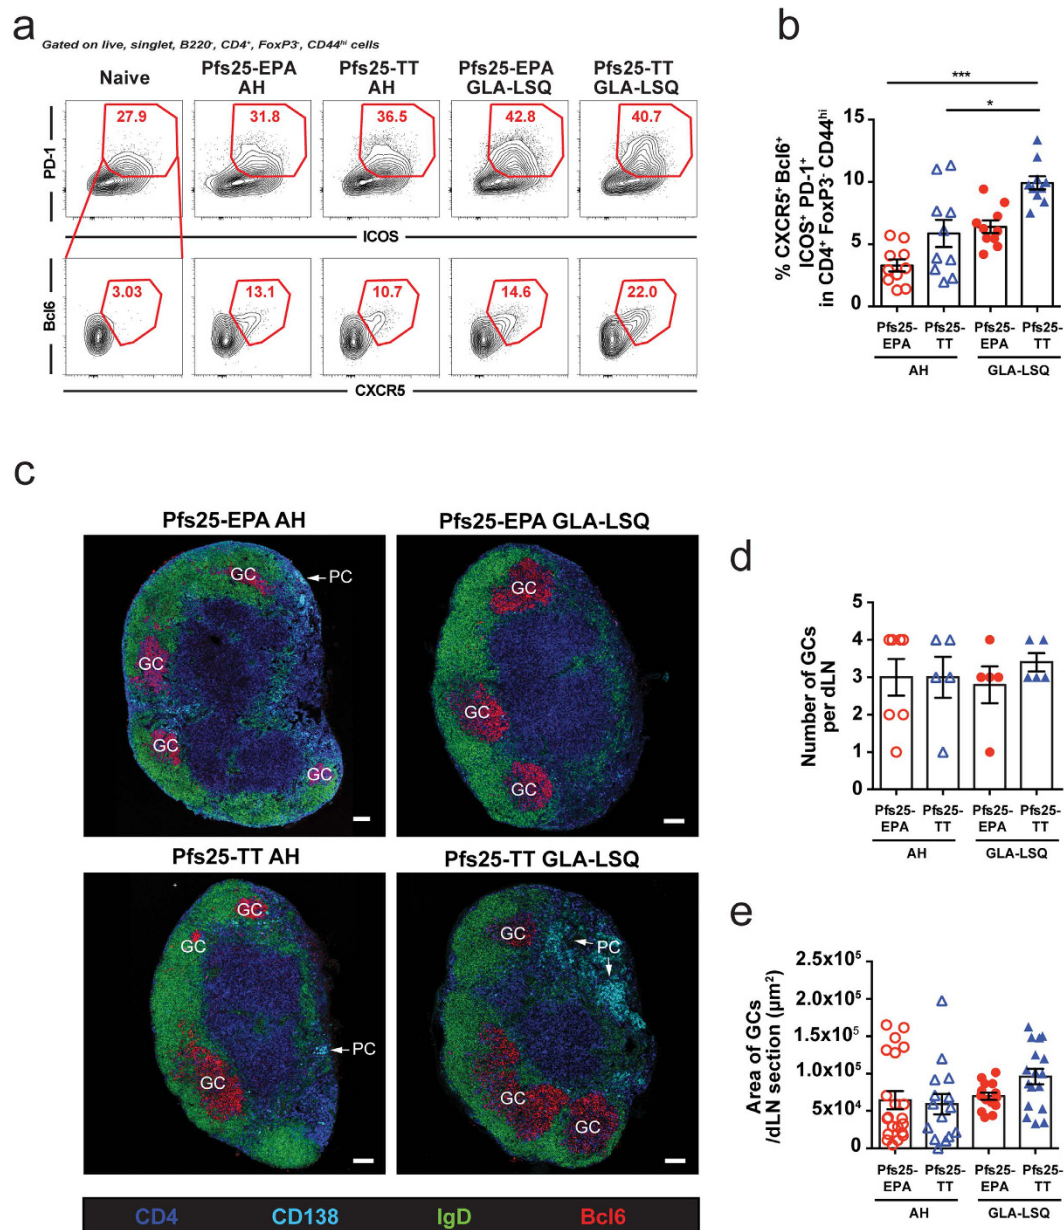 a
Gated on live, singlet, B220-, CD4+, FoxP3-, CD44hi cells
Naive
Pfs25-EPA AH
Pfs25-TT AH
Pfs25-EPA GLA-LSQ
Pfs25-TT GLA-LSQ
PD-1
27.9
31.8
36.5
42.8
40.7
ICOS
Bcl6
3.03
13.1
10.7
14.6
22.0
CXCR5
b
% CXCR5+ Bcl6+
ICOS+ PD-1+
in CD4+ FoxP3- CD44hi
***
*
15
10
5
0
Pfs25-EPA
Pfs25-TT
Pfs25-EPA
Pfs25-TT
AH
GLA-LSQ
c
Pfs25-EPA AH
GC
PC
GC
GC
GC
Pfs25-EPA GLA-LSQ
GC
GC
GC
Pfs25-TT AH
GC
GC
PC
GC
Pfs25-TT GLA-LSQ
GC
PC
GC
GC
CD4
CD138
IgD
Bcl6
d
Number of GCs
per dLN
5
4
3
2
1
0
Pfs25-EPA
Pfs25-TT
Pfs25-EPA
Pfs25-TT
AH
GLA-LSQ
e
Area of GCs
/dLN section (µm²)
2.5x10⁵
2.0x10⁵
1.5x10⁵
1.0x10⁵
5x10⁴
0
Pfs25-EPA
Pfs25-TT
Pfs25-EPA
Pfs25-TT
AH
GLA-LSQ